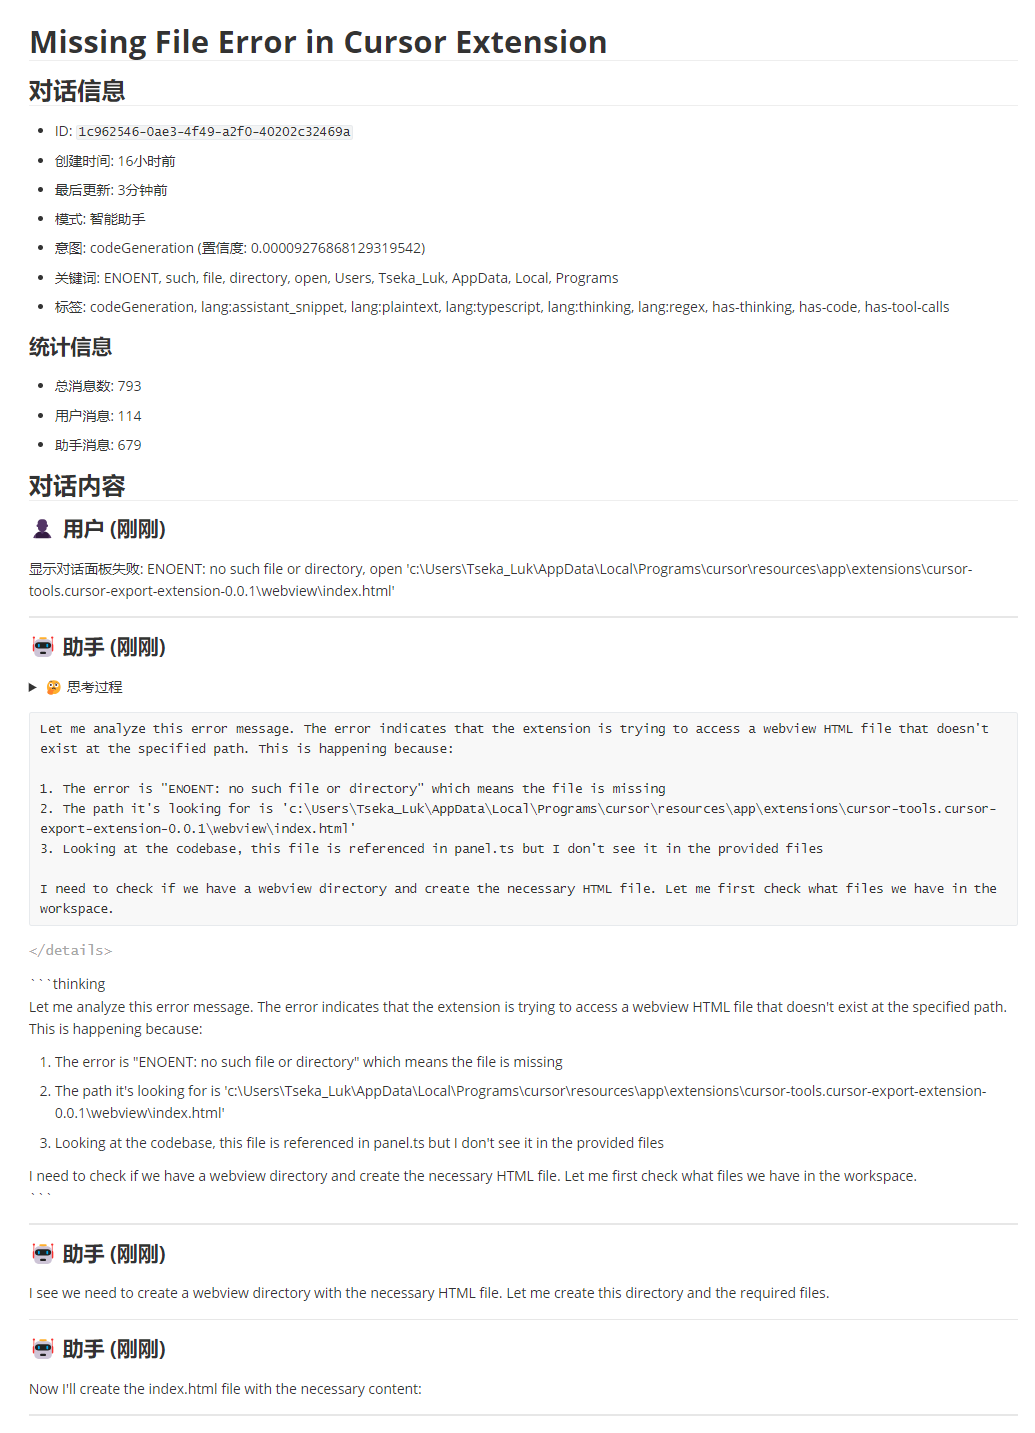 Missing File Error in Cursor Extension
对话信息
ID: 1c962546-0ae3-4f49-a2f0-40202c32469a
创建时间: 16小时前
最后更新: 3分钟前
模式: 智能助手
意图: codeGeneration (置信度: 0.00009276868129319542)
关键词: ENOENT, such, file, directory, open, Users, Tseka_Luk, AppData, Local, Programs
标签: codeGeneration, lang:assistant_snippet, lang:plaintext, lang:typescript, lang:thinking, lang:regex, has-thinking, has-code, has-tool-calls
统计信息
总消息数: 793
用户消息: 114
助手消息: 679
对话内容
👤 用户 (刚刚)
显示对话面板失败: ENOENT: no such file or directory, open 'c:\Users\Tseka_Luk\AppData\Local\Programs\cursor\resources\app\extensions\cursor-
tools.cursor-export-extension-0.0.1\webview\index.html'
🤖 助手 (刚刚)
▶ 🤔 思考过程
Let me analyze this error message. The error indicates that the extension is trying to access a webview HTML file that doesn't
exist at the specified path. This is happening because:
1. The error is "ENOENT: no such file or directory" which means the file is missing
2. The path it's looking for is 'c:\Users\Tseka_Luk\AppData\Local\Programs\cursor\resources\app\extensions\cursor-tools.cursor-
export-extension-0.0.1\webview\index.html'
3. Looking at the codebase, this file is referenced in panel.ts but I don't see it in the provided files
I need to check if we have a webview directory and create the necessary HTML file. Let me first check what files we have in the
workspace.
</details>
```thinking
Let me analyze this error message. The error indicates that the extension is trying to access a webview HTML file that doesn't exist at the specified path.
This is happening because:
1. The error is "ENOENT: no such file or directory" which means the file is missing
2. The path it's looking for is 'c:\Users\Tseka_Luk\AppData\Local\Programs\cursor\resources\app\extensions\cursor-tools.cursor-export-extension-
0.0.1\webview\index.html'
3. Looking at the codebase, this file is referenced in panel.ts but I don't see it in the provided files
I need to check if we have a webview directory and create the necessary HTML file. Let me first check what files we have in the workspace.
```
🤖 助手 (刚刚)
I see we need to create a webview directory with the necessary HTML file. Let me create this directory and the required files.
🤖 助手 (刚刚)
Now I'll create the index.html file with the necessary content: